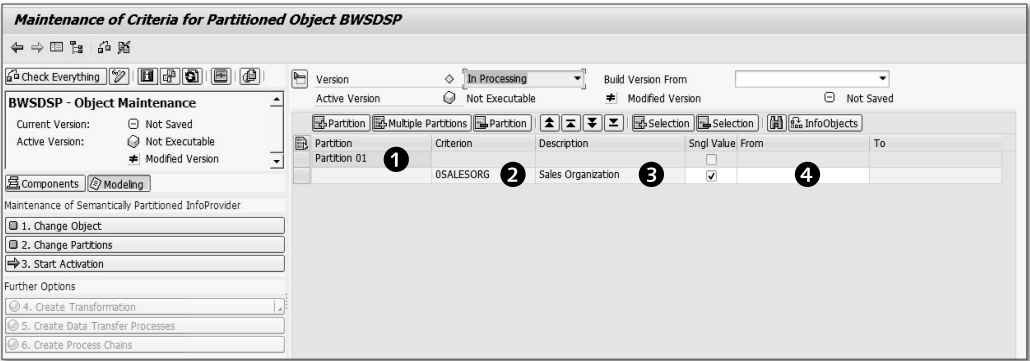 Maintenance of Criteria for Partitioned Object BWSDSP
Check Everything
BWSDSP - Object Maintenance
Current Version: Not Saved
Active Version: Not Executable
Modified Version
Components Modeling
Maintenance of Semantically Partitioned InfoProvider
1. Change Object
2. Change Partitions
3. Start Activation
Further Options
4. Create Transformation
5. Create Data Transfer Processes
6. Create Process Chains
Version In Processing Build Version From
Active Version Not Executable Modified Version Not Saved
Partition Multiple Partitions Partition Selection Selection InfoObjects
Partition Criterion Description Sngl Value From To
Partition 01 1
0SALESORG 2 Sales Organization 3 4